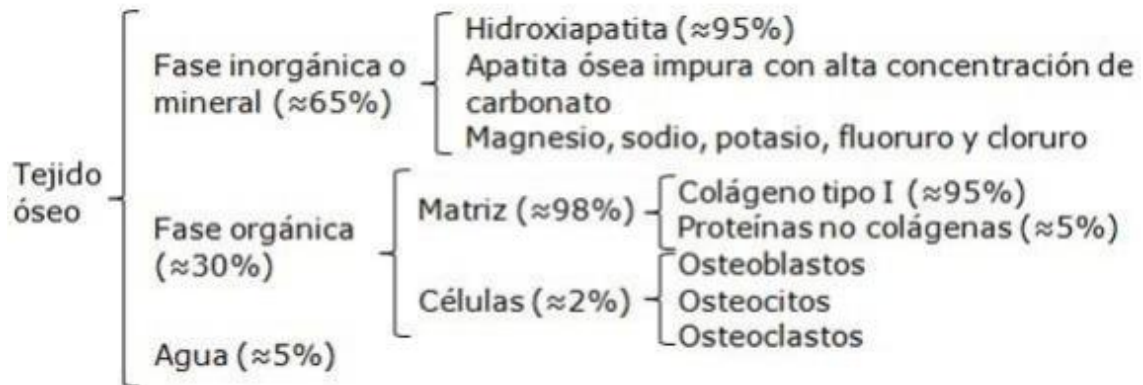 Tejido
óseo
Fase inorgánica o
mineral (≈65%)
Hidroxiapatita (≈95%)
Apatita ósea impura con alta concentración de
carbonato
Magnesio, sodio, potasio, fluoruro y cloruro
Fase orgánica
(≈30%)
Matriz (≈98%)
Colágeno tipo I (≈95%)
Proteínas no colágenas (≈5%)
Células (≈2%)
Osteoblastos
Osteocitos
Osteoclastos
Agua (≈5%)